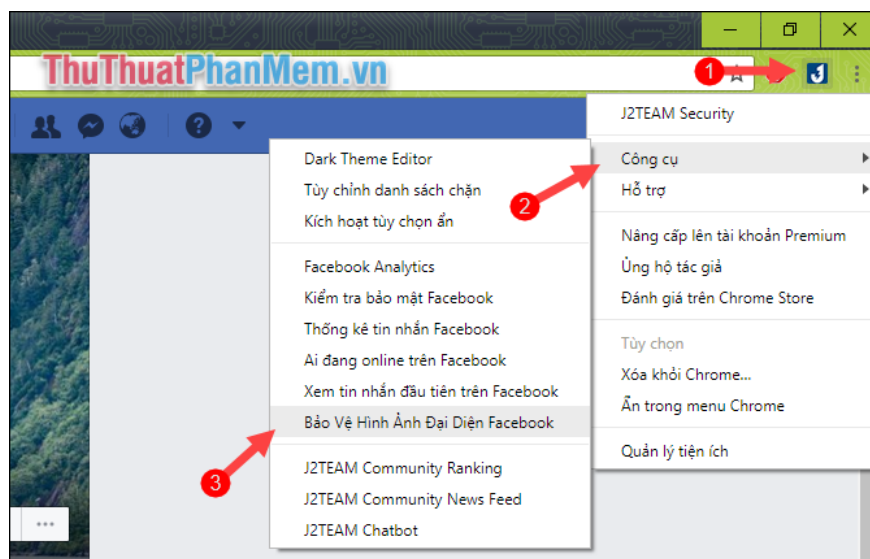 ThuThuatPhanMem.vn
1
J2TEAM Security
Công cụ
Hỗ trợ
Nâng cấp lên tài khoản Premium
Ủng hộ tác giả
Đánh giá trên Chrome Store
Tùy chọn
Xóa khỏi Chrome...
Ẩn trong menu Chrome
Quản lý tiện ích
2
Dark Theme Editor
Tùy chỉnh danh sách chặn
Kích hoạt tùy chọn ẩn
Facebook Analytics
Kiểm tra bảo mật Facebook
Thống kê tin nhắn Facebook
Ai đang online trên Facebook
Xem tin nhắn đầu tiên trên Facebook
Bảo Vệ Hình Ảnh Đại Diện Facebook
3
J2TEAM Community Ranking
J2TEAM Community News Feed
J2TEAM Chatbot